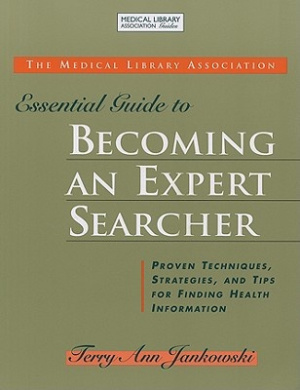 MEDICAL LIBRARY
ASSOCIATION Guides
THE MEDICAL LIBRARY ASSOCIATION
Essential Guide to
BECOMING
AN EXPERT
SEARCHER
PROVEN TECHNIQUES,
STRATEGIES, AND TIPS
FOR FINDING HEALTH
INFORMATION
Terry Ann Jankowski